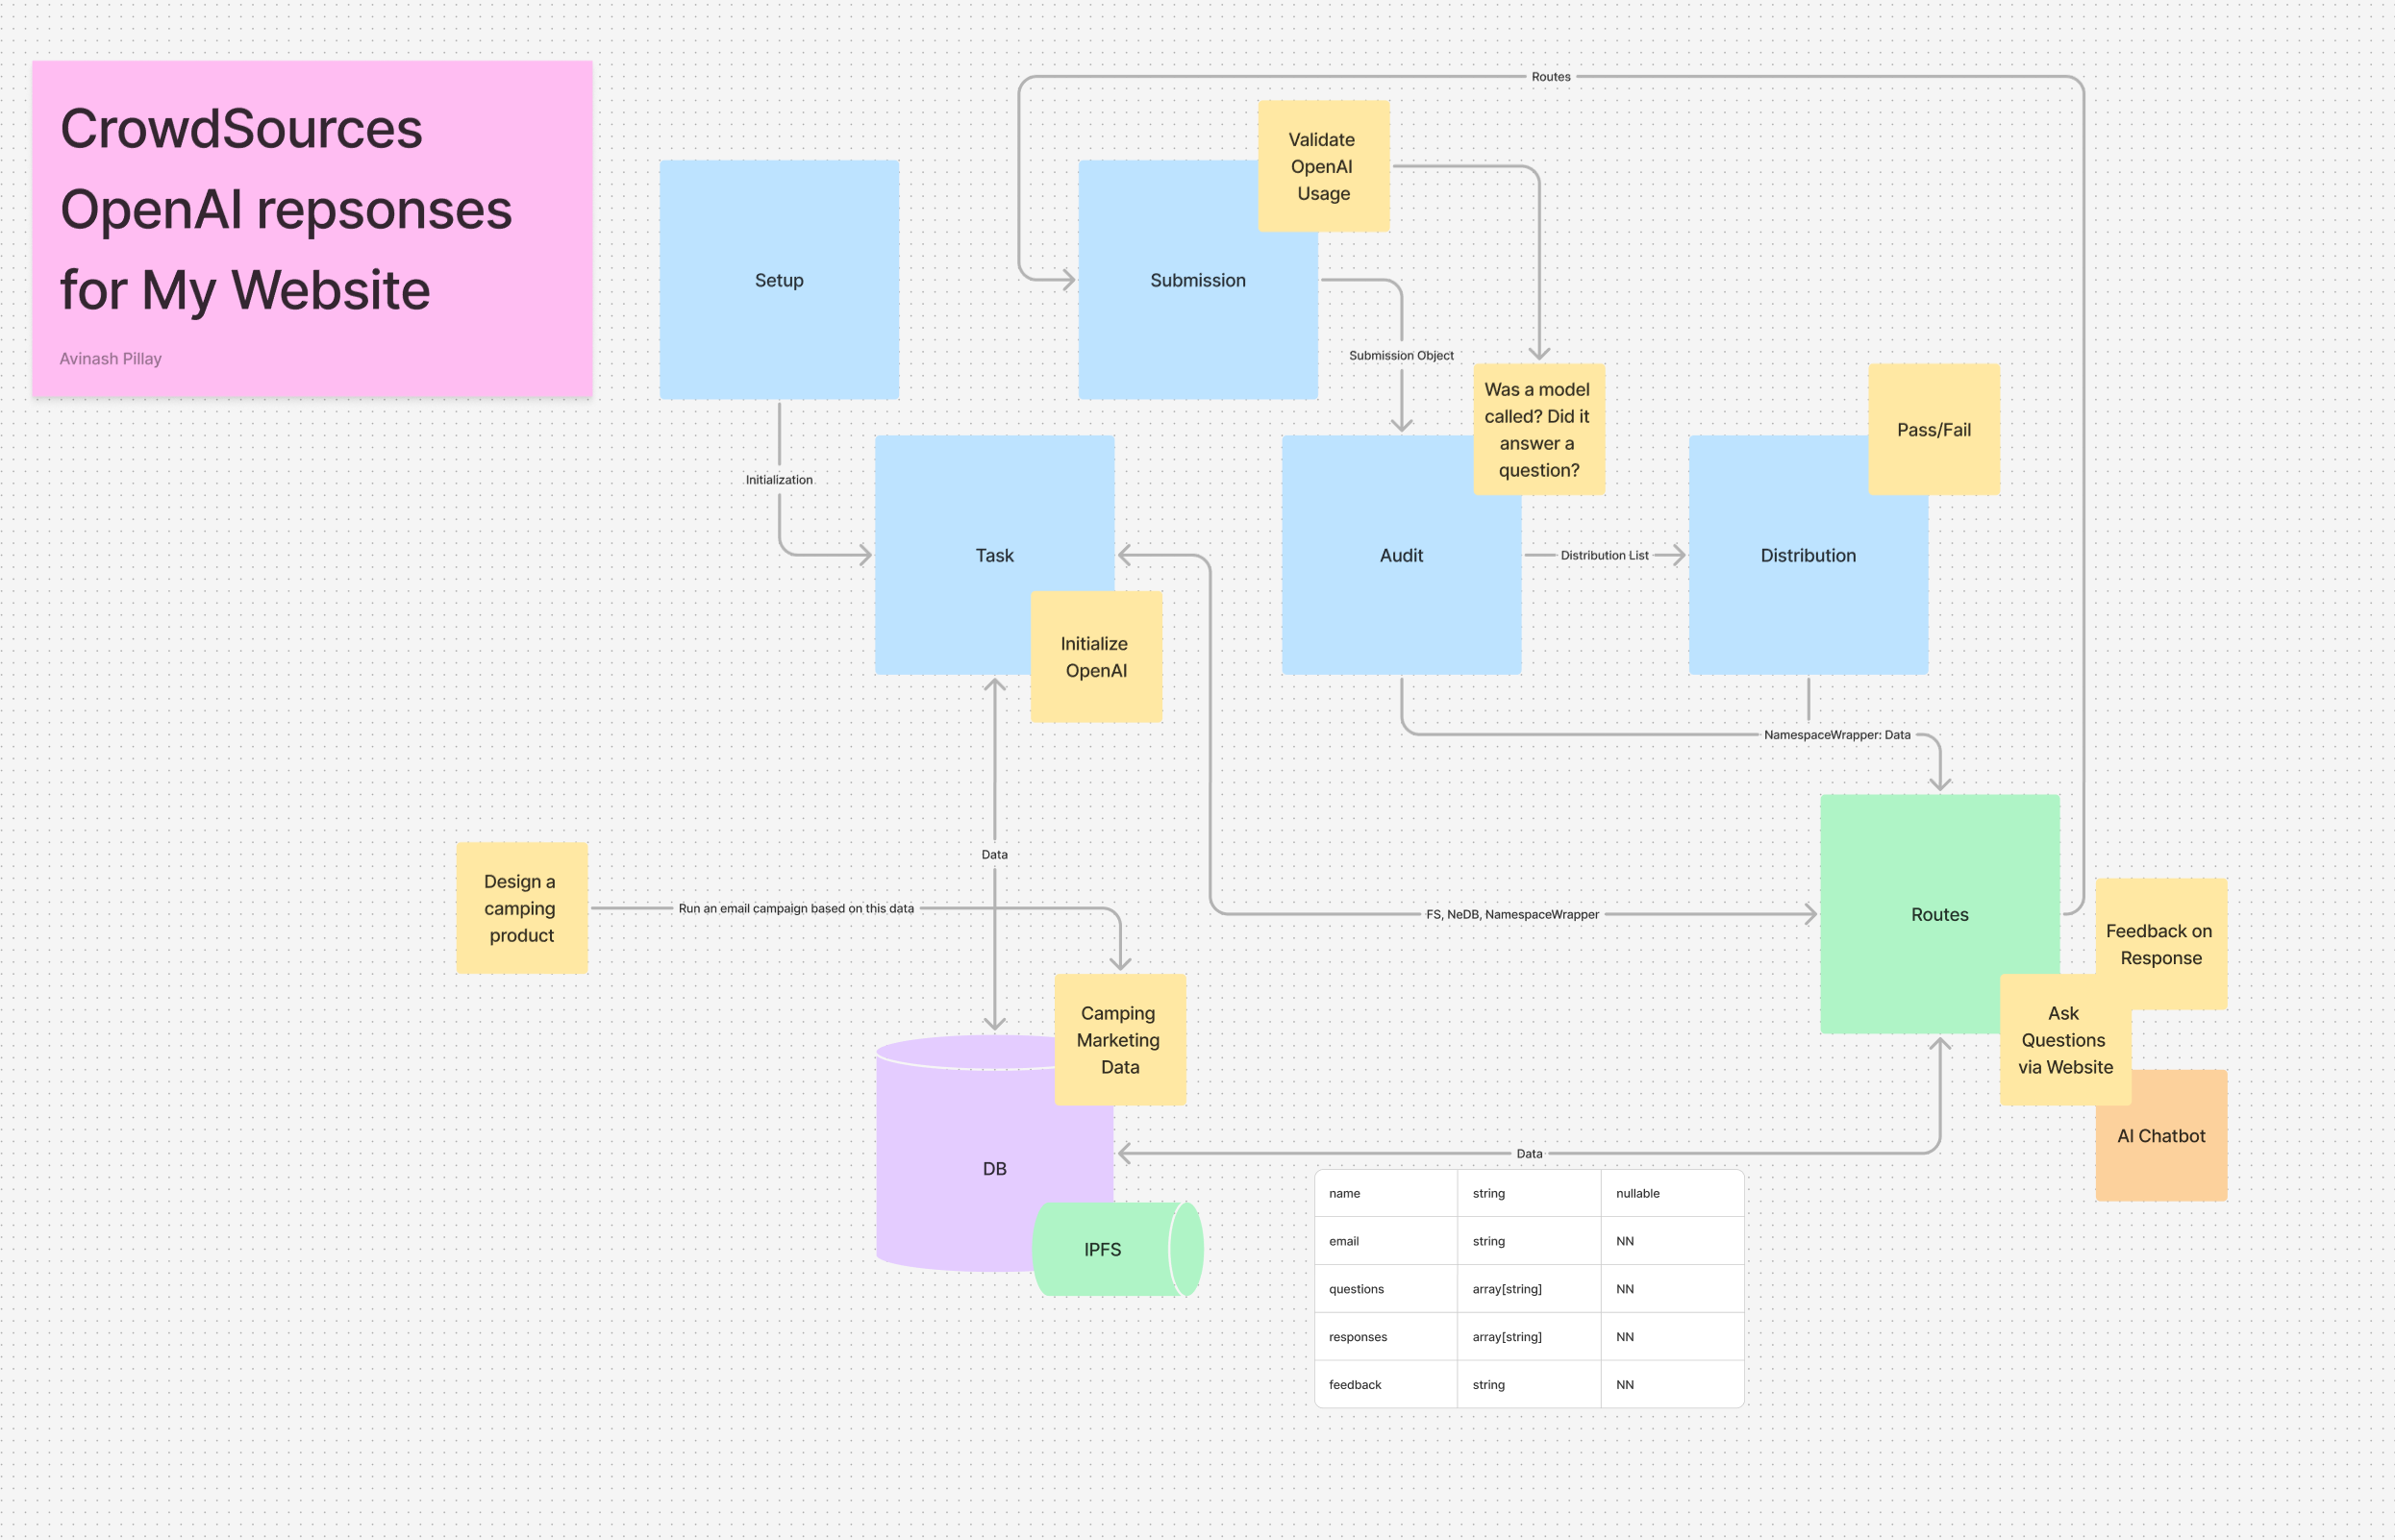 CrowdSources
OpenAI repsonses
for My Website
Avinash Pillay
Routes
Validate
OpenAI
Usage
Setup
Submission
Submission Object
Was a model
called? Did it
answer a
question?
Pass/Fail
Initialization
Task
Audit
Distribution List
Distribution
Initialize
OpenAI
NamespaceWrapper: Data
Data
Design a
camping
product
Run an email campaign based on this data
FS, NeDB, NamespaceWrapper
Routes
Feedback on
Response
Camping
Marketing
Data
Ask
Questions
via Website
AI Chatbot
Data
DB
IPFS
name string nullable
email string NN
questions array[string] NN
responses array[string] NN
feedback string NN